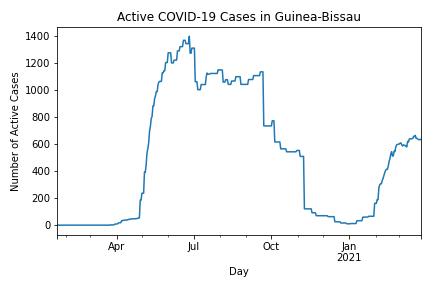 Active COVID-19 Cases in Guinea-Bissau
1400
1200
1000
800
600
400
200
0
Number of Active Cases
Apr
Jul
Oct
Jan
2021
Day